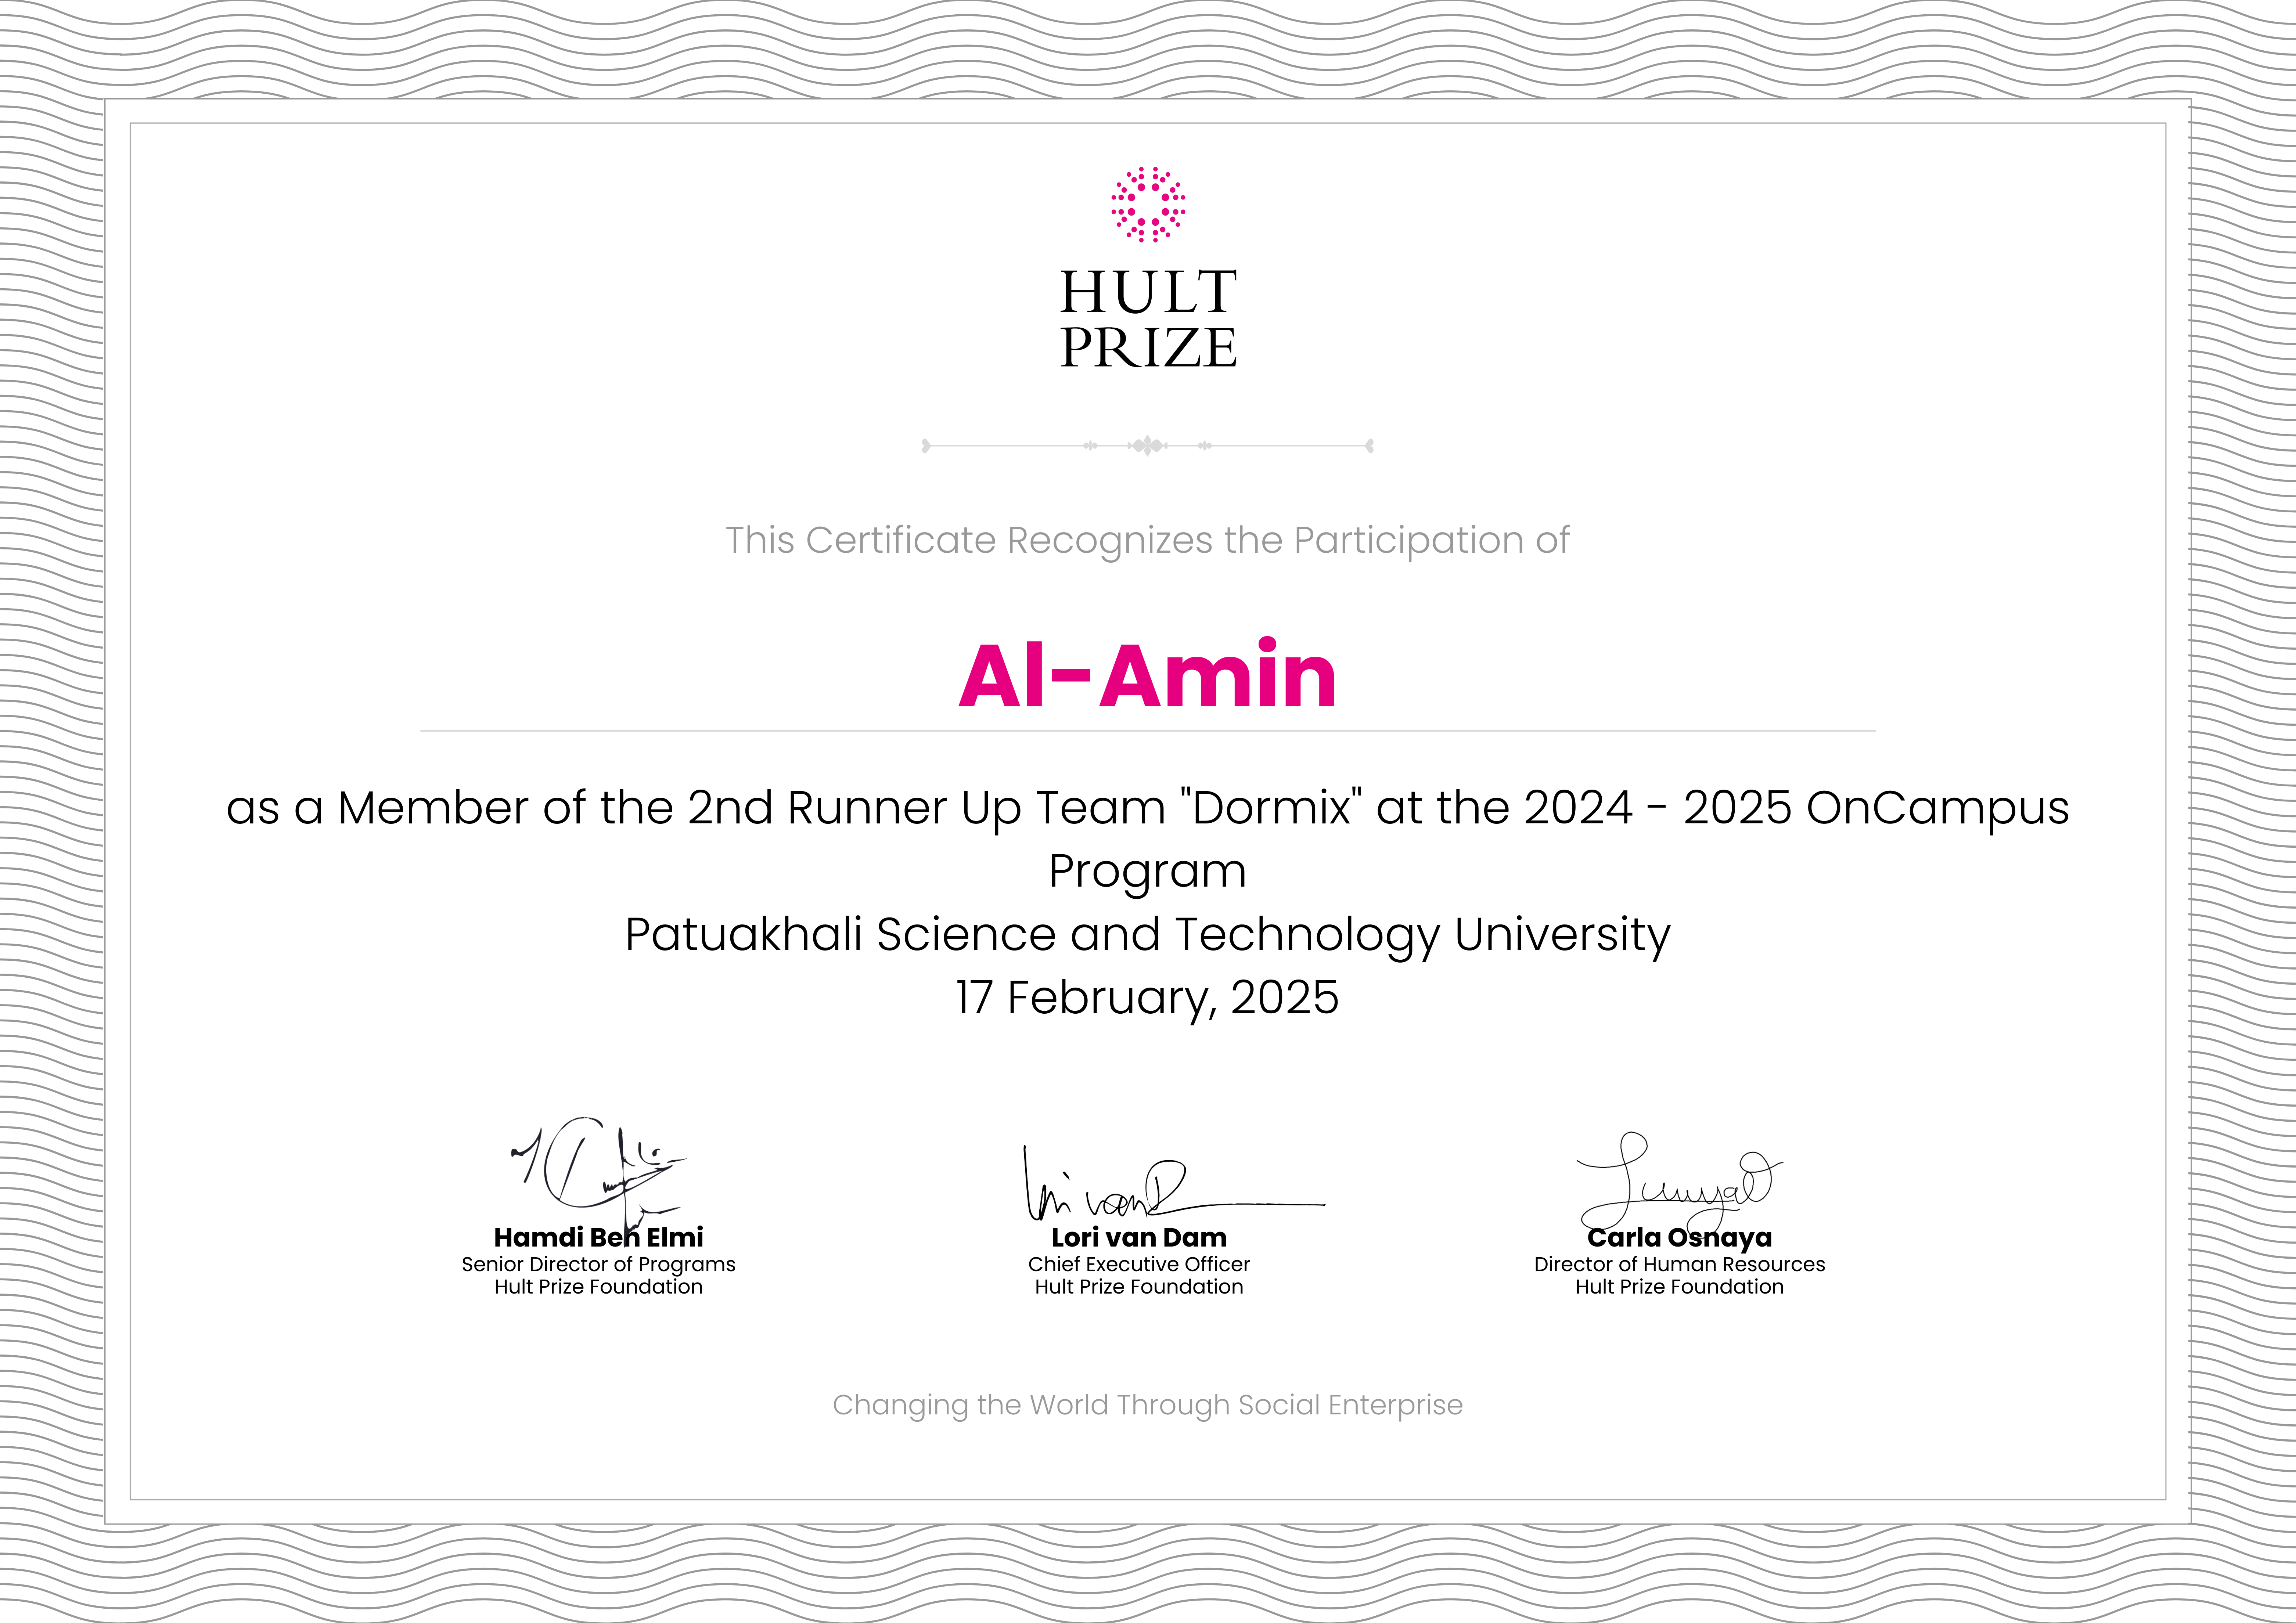 HULT
PRIZE
This Certificate Recognizes the Participation of
Al-Amin
as a Member of the 2nd Runner Up Team "Dormix" at the 2024 - 2025 OnCampus
Program
Patuakhali Science and Technology University
17 February, 2025
Hamdi Ben Elmi
Senior Director of Programs
Hult Prize Foundation
Lori van Dam
Chief Executive Officer
Hult Prize Foundation
Carla Osnaya
Director of Human Resources
Hult Prize Foundation
Changing the World Through Social Enterprise